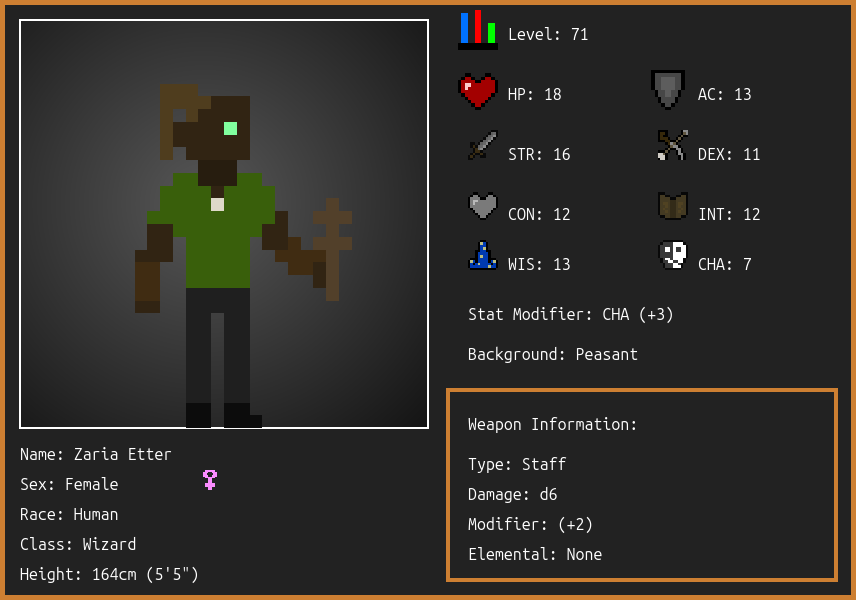 Level: 71
HP: 18
AC: 13
STR: 16
DEX: 11
CON: 12
INT: 12
WIS: 13
CHA: 7
Stat Modifier: CHA (+3)
Background: Peasant
Weapon Information:
Type: Staff
Damage: d6
Modifier: (+2)
Elemental: None
Name: Zaria Etter
Sex: Female
Race: Human
Class: Wizard
Height: 164cm (5'5")